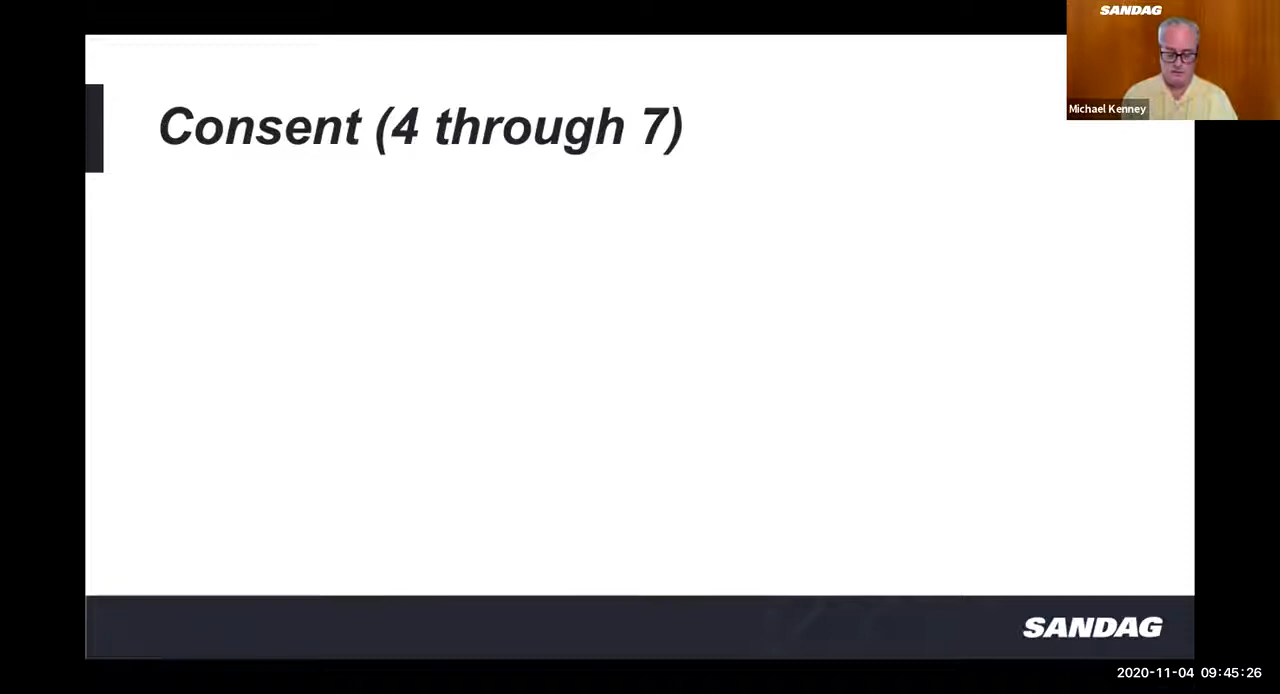 SANDAG
Michael Kenney
Consent (4 through 7)
SANDAG
2020-11-04 09:45:26